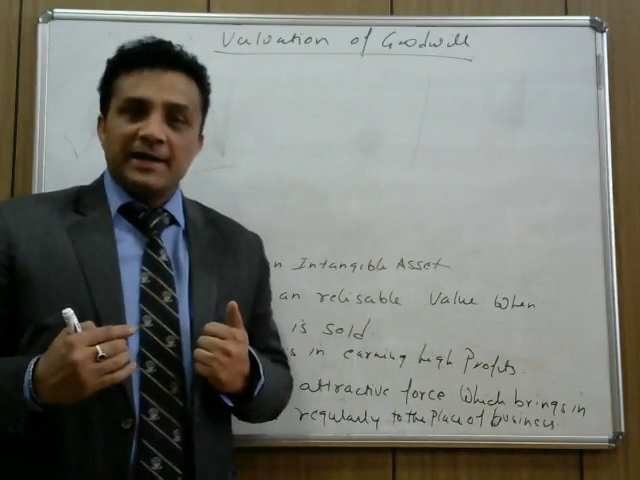 Valuation of Goodwill
n Intangible Asset
an relisable value when
is sold.
s in earning high Profits.
attractive force which brings in
regularly to the Place of business.